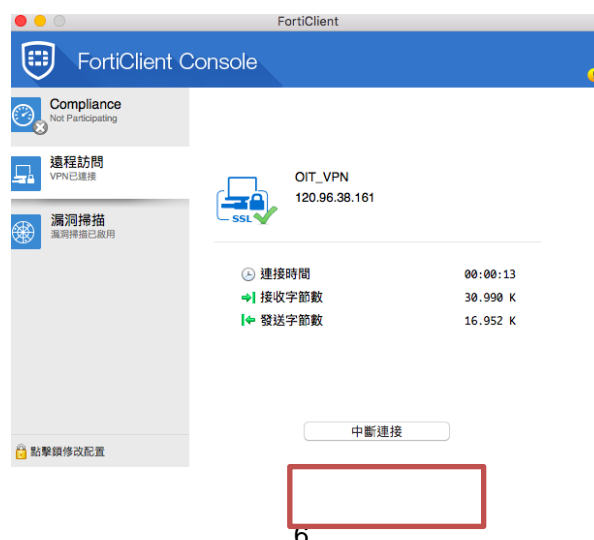 FortiClient
FortiClient Console
Compliance
Not Participating
遠程訪問
VPN已連接
漏洞掃描
漏洞掃描已啟用
OIT_VPN
120.96.38.161
SSL
連接時間 00:00:13
接收字節數 30.990 K
發送字節數 16.952 K
中斷連接
點擊鎖修改配置
6